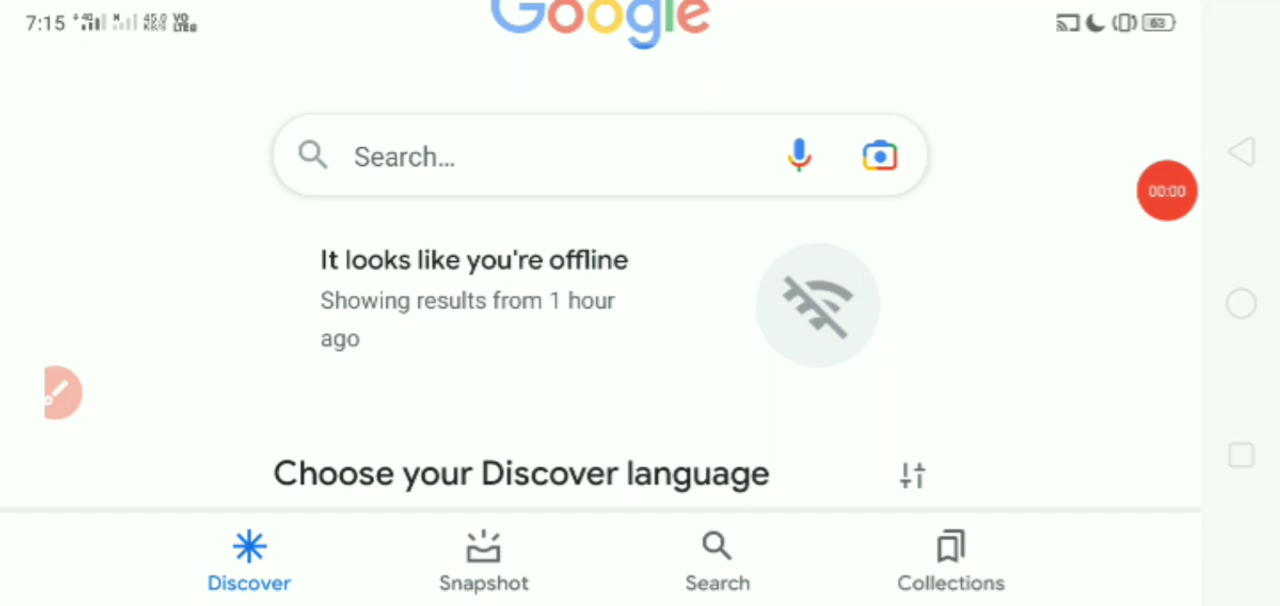 7:15
Google
63
Search...
00:00
It looks like you're offline
Showing results from 1 hour
ago
Choose your Discover language
Discover
Snapshot
Search
Collections